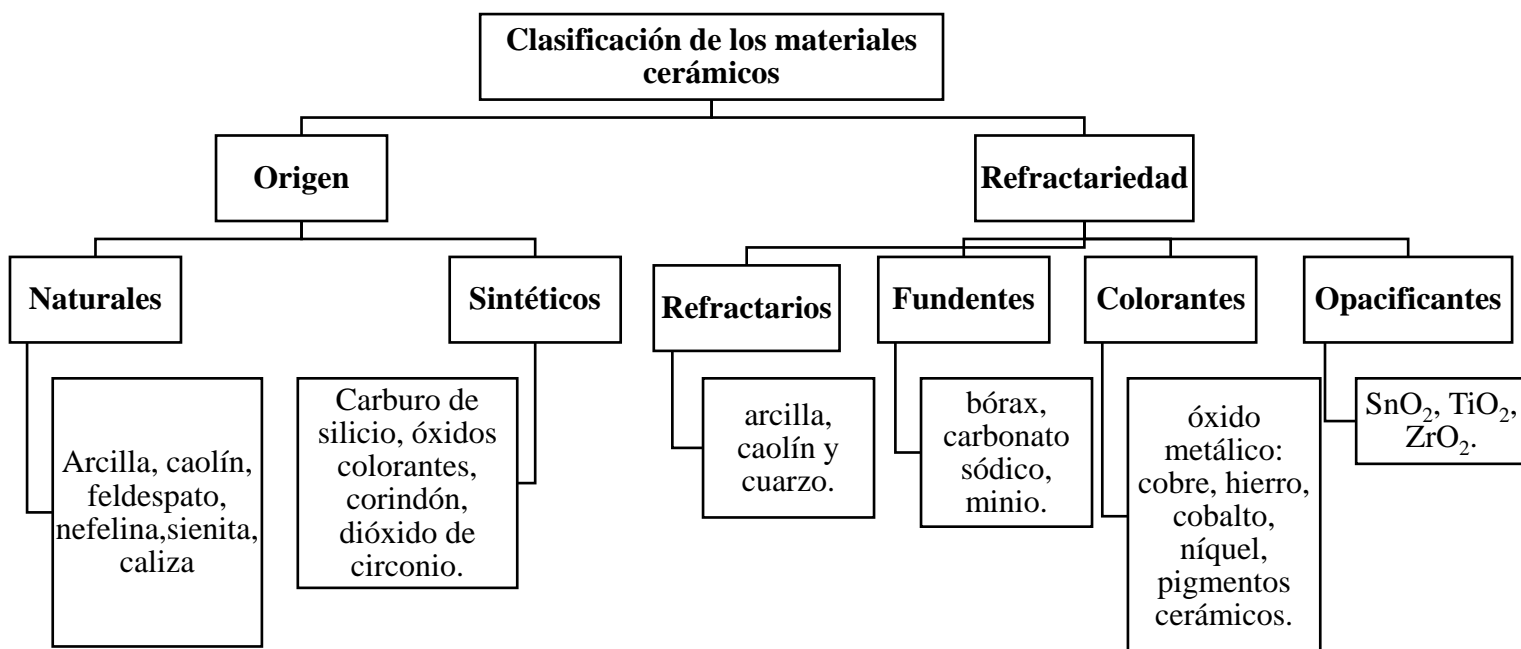 Clasificación de los materiales
cerámicos
Origen
Refractariedad
Naturales
Sintéticos
Refractarios
Fundentes
Colorantes
Opacificantes
Arcilla, caolín,
feldespato,
nefelina,sienita,
caliza
Carburo de
silicio, óxidos
colorantes,
corindón,
dióxido de
circonio.
arcilla,
caolín y
cuarzo.
bórax,
carbonato
sódico,
minio.
óxido
metálico:
cobre, hierro,
cobalto,
níquel,
pigmentos
cerámicos.
SnO₂, TiO₂,
ZrO₂.